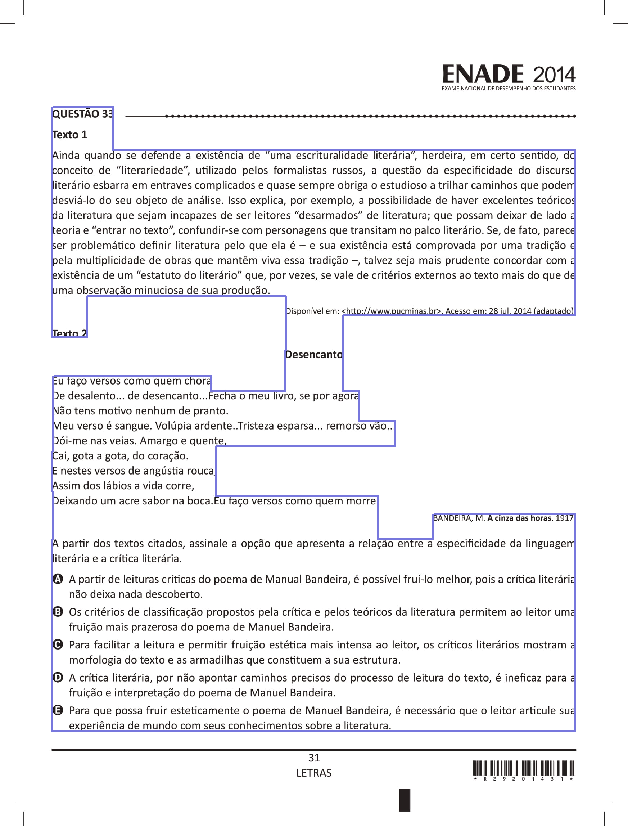 ENADE 2014
EXAME NACIONAL DE DESEMPENHO DOS ESTUDANTES
QUESTÃO 33
Texto 1
Ainda quando se defende a existência de “uma escrituralidade literária”, herdeira, em certo sentido, do
conceito de “literariedade”, utilizado pelos formalistas russos, a questão da especificidade do discurso
literário esbarra em entraves complicados e quase sempre obriga o estudioso a trilhar caminhos que podem
desviá-lo do seu objeto de análise. Isso explica, por exemplo, a possibilidade de haver excelentes teóricos
da literatura que sejam incapazes de ser leitores “desarmados” de literatura; que possam deixar de lado a
teoria e “entrar no texto”, confundir-se com personagens que transitam no palco literário. Se, de fato, parece
ser problemático definir literatura pelo que ela é – e sua existência está comprovada por uma tradição e
pela multiplicidade de obras que mantêm viva essa tradição –, talvez seja mais prudente concordar com a
existência de um “estatuto do literário” que, por vezes, se vale de critérios externos ao texto mais do que de
uma observação minuciosa de sua produção.
Disponível em: <http://www.pucminas.br>. Acesso em: 28 jul. 2014 (adaptado).
Texto 2
Desencanto
Eu faço versos como quem chora
De desalento... de desencanto...Fecha o meu livro, se por agora
Não tens motivo nenhum de pranto.
Meu verso é sangue. Volúpia ardente..Tristeza esparsa... remorso vão..
Dói-me nas veias. Amargo e quente,
Cai, gota a gota, do coração.
E nestes versos de angústia rouca
Assim dos lábios a vida corre,
Deixando um acre sabor na boca.Eu faço versos como quem morre
BANDEIRA, M. A cinza das horas, 1917
A partir dos textos citados, assinale a opção que apresenta a relação entre a especificidade da linguagem
literária e a crítica literária.
A A partir de leituras críticas do poema de Manual Bandeira, é possível fruí-lo melhor, pois a crítica literária
não deixa nada descoberto.
B Os critérios de classificação propostos pela crítica e pelos teóricos da literatura permitem ao leitor uma
fruição mais prazerosa do poema de Manuel Bandeira.
C Para facilitar a leitura e permitir fruição estética mais intensa ao leitor, os críticos literários mostram a
morfologia do texto e as armadilhas que constituem a sua estrutura.
D A crítica literária, por não apontar caminhos precisos do processo de leitura do texto, é ineficaz para a
fruição e interpretação do poema de Manuel Bandeira.
E Para que possa fruir esteticamente o poema de Manuel Bandeira, é necessário que o leitor articule sua
experiência de mundo com seus conhecimentos sobre a literatura.
31
LETRAS
* R 2 9 2 0 1 4 3 1 *